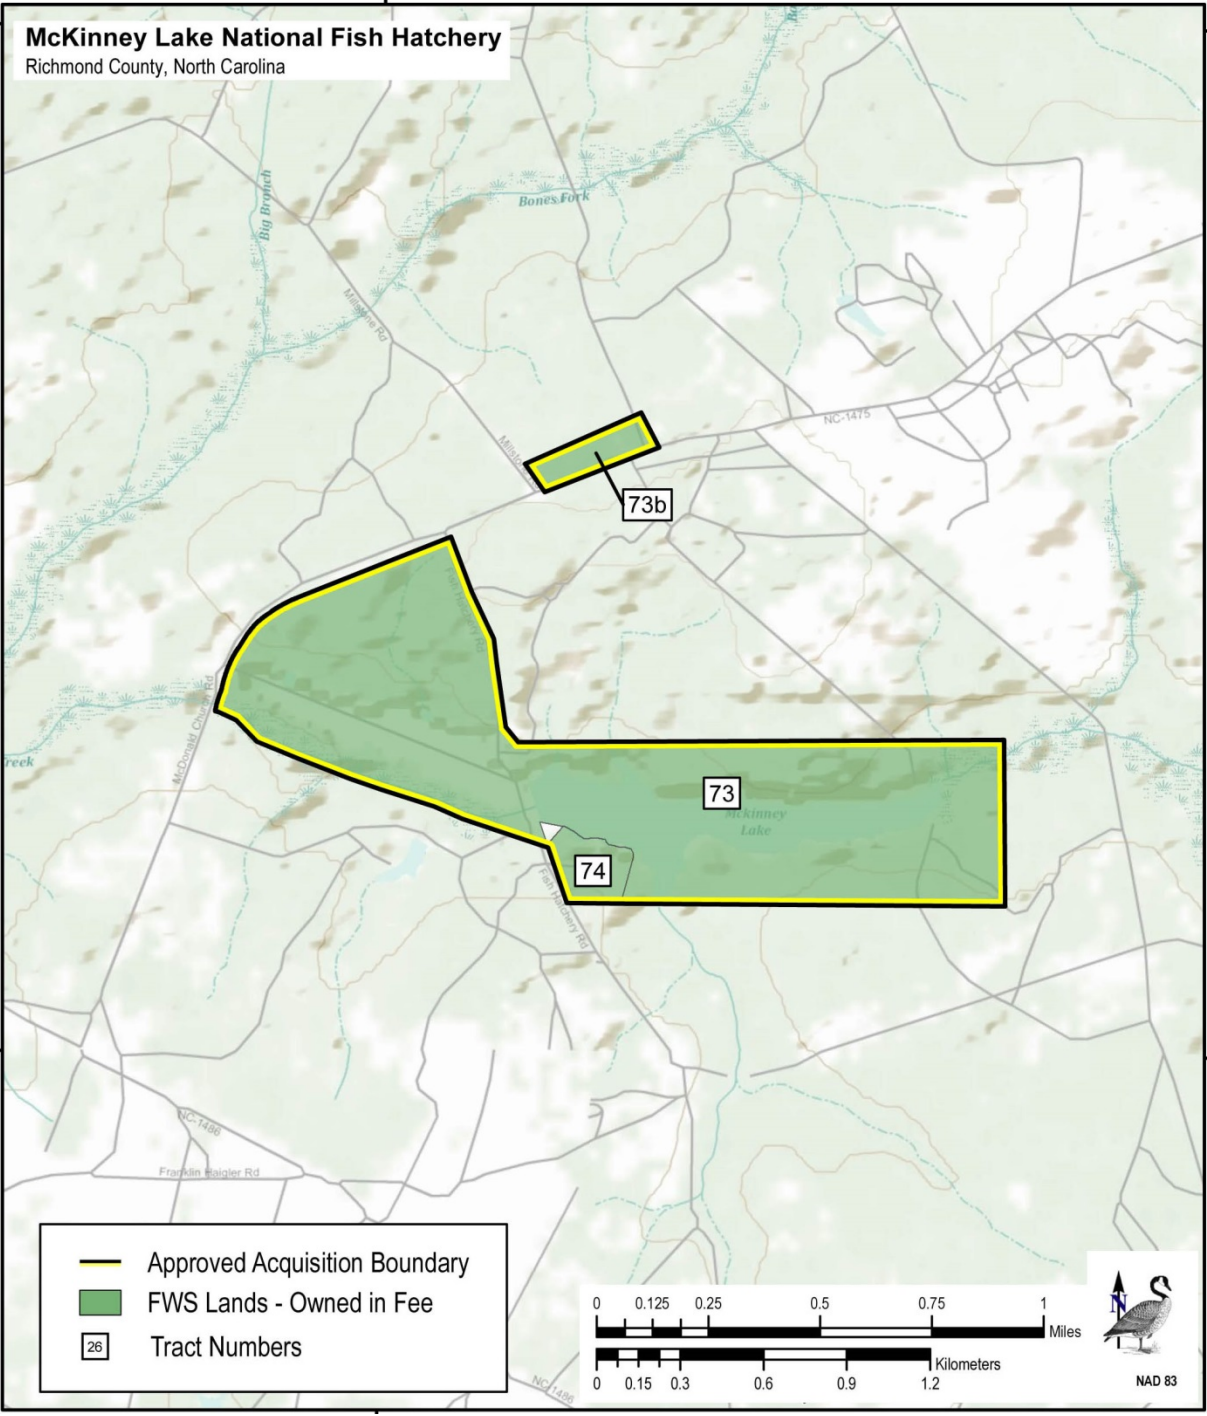 McKinney Lake National Fish Hatchery
Richmond County, North Carolina
Big Branch
Bones Fork
Millstone Rd
NC-1475
73b
Fish Hatchery Rd
McDonald Church Rd
reek
73
Mckinney
Lake
74
Fish Hatchery Rd
NC-1486
Franklin Haigler Rd
Approved Acquisition Boundary
FWS Lands - Owned in Fee
26 Tract Numbers
0 0.125 0.25 0.5 0.75 1
Miles
Kilometers
0 0.15 0.3 0.6 0.9 1.2
N
NAD 83
NC-1486